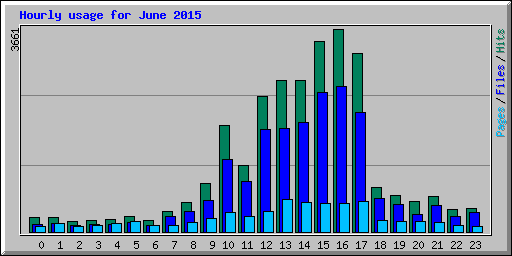 Hourly usage for June 2015
3661
Pages/Files/Hits
0 1 2 3 4 5 6 7 8 9 10 11 12 13 14 15 16 17 18 19 20 21 22 23